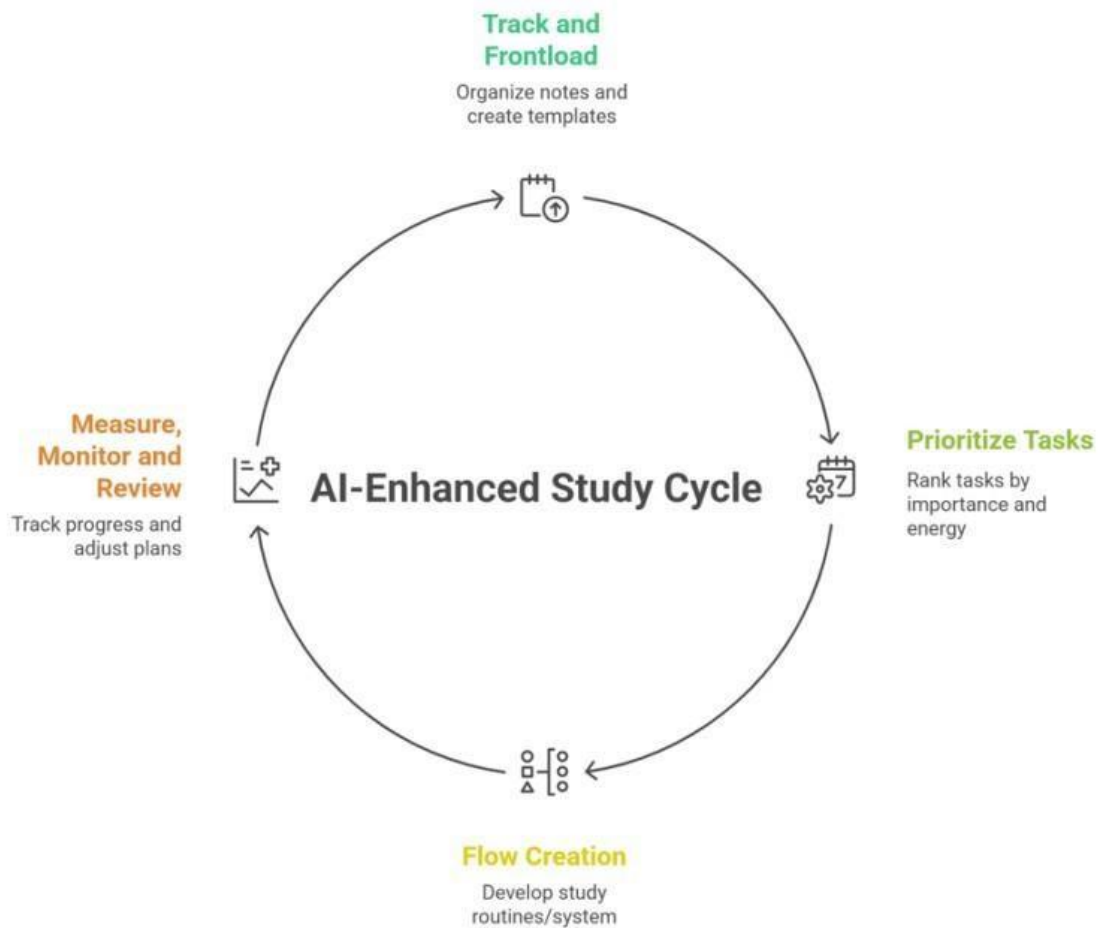 Track and
Frontload
Organize notes and
create templates
Measure,
Monitor and
Review
Track progress and
adjust plans
AI-Enhanced Study Cycle
7
Prioritize Tasks
Rank tasks by
importance and
energy
Flow Creation
Develop study
routines/system